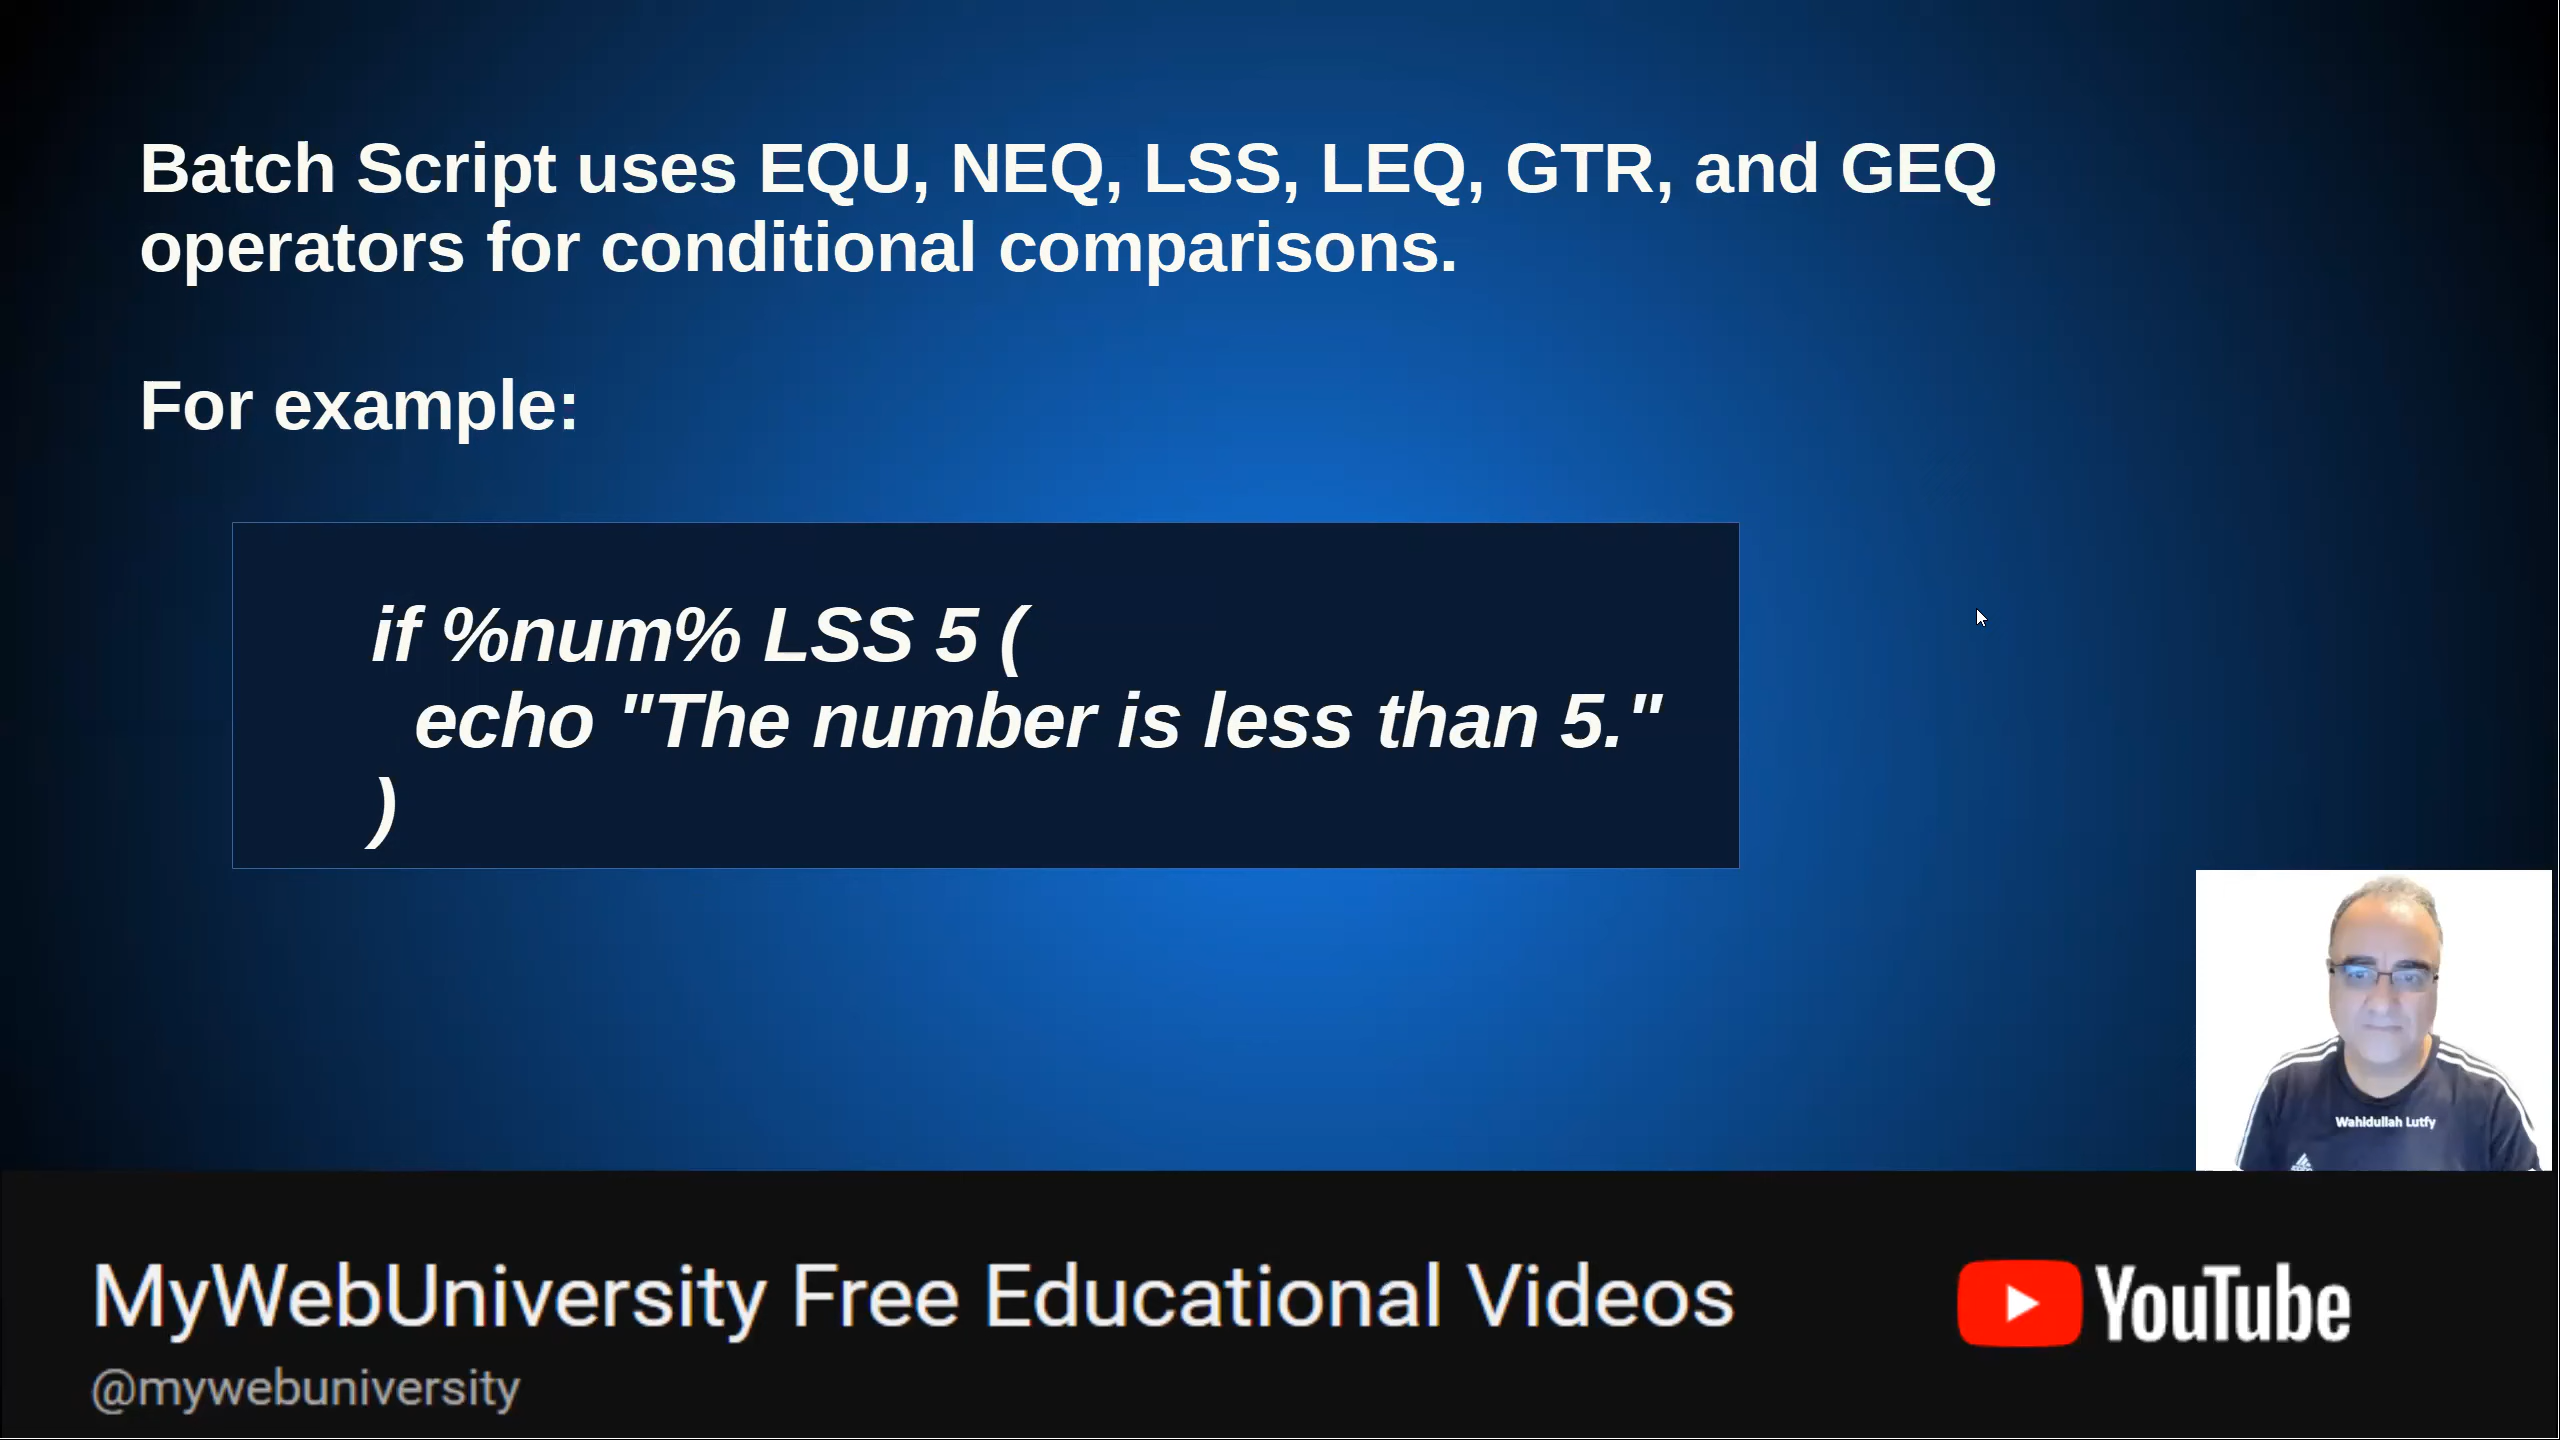 Batch Script uses EQU, NEQ, LSS, LEQ, GTR, and GEQ
operators for conditional comparisons.
For example:
if %num% LSS 5 (
echo "The number is less than 5."
)
Wahidullah Lutfy
MyWebUniversity Free Educational Videos
YouTube
@mywebuniversity